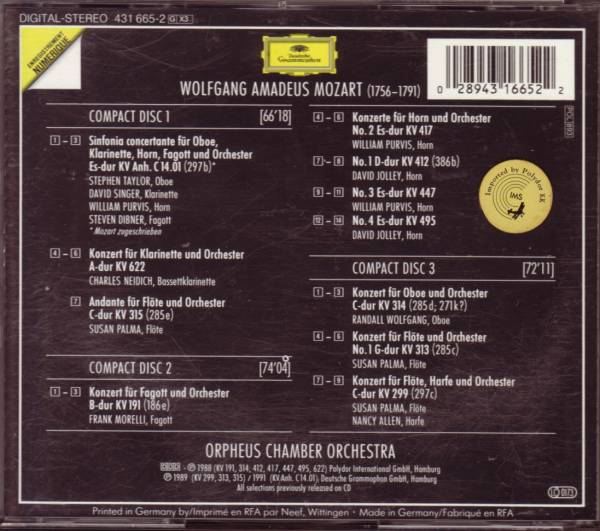 DIGITAL-STEREO 431 665-2 G X3
ENREGISTREMENT
NUMÉRIQUE
Deutsche
Grammophon
WOLFGANG AMADEUS MOZART (1756–1791)
0 28943 16652 2
COMPACT DISC 1 [66'18]
1 – 3 Sinfonia concertante für Oboe,
Klarinette, Horn, Fagott und Orchester
Es-dur KV Anh. C 14.01 (297b)*
STEPHEN TAYLOR, Oboe
DAVID SINGER, Klarinette
WILLIAM PURVIS, Horn
STEVEN DIBNER, Fagott
* Mozart zugeschrieben
4 – 6 Konzert für Klarinette und Orchester
A-dur KV 622
CHARLES NEIDICH, Bassettklarinette
7 Andante für Flöte und Orchester
C-dur KV 315 (285e)
SUSAN PALMA, Flöte
COMPACT DISC 2 [74'04]
1 – 3 Konzert für Fagott und Orchester
B-dur KV 191 (186e)
FRANK MORELLI, Fagott
4 – 6 Konzerte für Horn und Orchester
No. 2 Es-dur KV 417
WILLIAM PURVIS, Horn
7 – 8 No. 1 D-dur KV 412 (386b)
DAVID JOLLEY, Horn
9 – 11 No. 3 Es-dur KV 447
WILLIAM PURVIS, Horn
12 – 14 No. 4 Es-dur KV 495
DAVID JOLLEY, Horn
Imported by Polydor KK
IMS
COMPACT DISC 3 [72'11]
1 – 3 Konzert für Oboe und Orchester
C-dur KV 314 (285d; 271k?)
RANDALL WOLFGANG, Oboe
4 – 6 Konzert für Flöte und Orchester
No. 1 G-dur KV 313 (285c)
SUSAN PALMA, Flöte
7 – 9 Konzert für Flöte, Harfe und Orchester
C-dur KV 299 (297c)
SUSAN PALMA, Flöte
NANCY ALLEN, Harfe
ORPHEUS CHAMBER ORCHESTRA
℗ 1988 (KV 191, 314, 412, 417, 447, 495, 622) Polydor International GmbH, Hamburg
℗ 1989 (KV 299, 313, 315) / 1991 (KV Anh. C 14.01) Deutsche Grammophon GmbH, Hamburg
All selections previously released on CD
LC 0173
Printed in Germany by/Imprimé en RFA par Neef, Wittingen · Made in Germany/Fabriqué en RFA